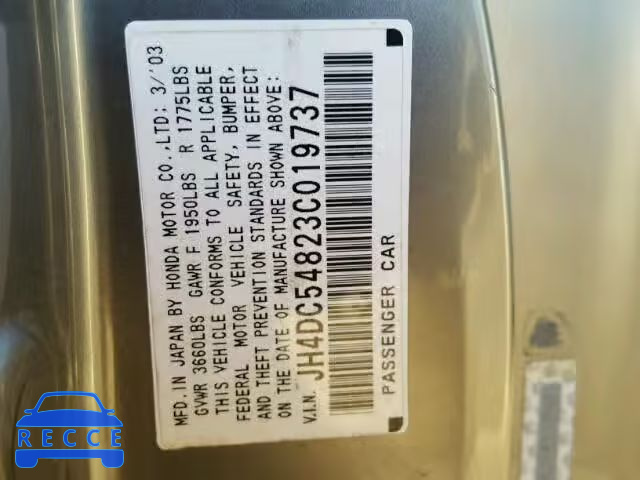 MFD. IN JAPAN BY HONDA MOTOR CO.,LTD: 3/'03
GVWR 3660LBS GAWR F 1950LBS R 1775LBS
THIS VEHICLE CONFORMS TO ALL APPLICABLE
FEDERAL MOTOR VEHICLE SAFETY, BUMPER,
AND THEFT PREVENTION STANDARDS IN EFFECT
ON THE DATE OF MANUFACTURE SHOWN ABOVE:
V.I.N. JH4DC54823C019737
PASSENGER CAR
RECCE